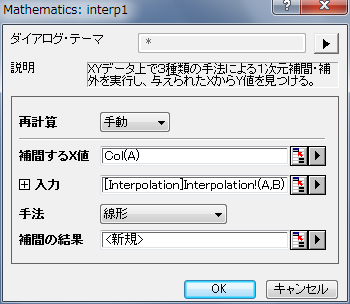 Mathematics: interp1
ダイアログ・テーマ *
説明 XYデータ上で3種類の手法による1次元補間・補
外を実行し、与えられたXからY値を見つける。
再計算 手動
補間するX値 Col(A)
入力 [Interpolation]Interpolation!(A,B)
手法 線形
補間の結果 <新規>
OK キャンセル